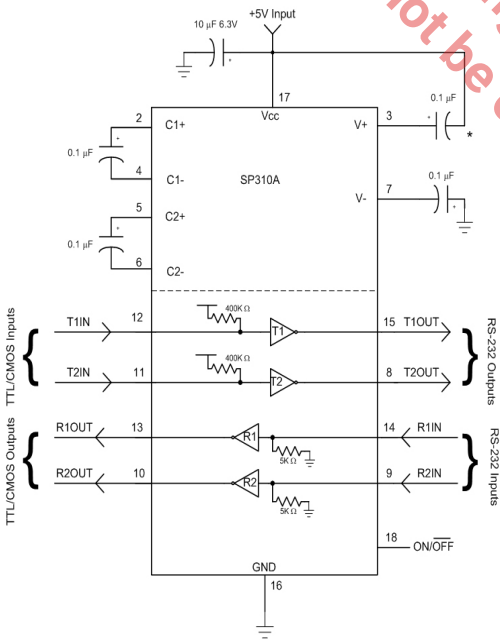 +5V Input
10 µF 6.3V
17
Vcc
2
C1+
V+
3
0.1 µF
*
0.1 µF
4
C1-
SP310A
V-
7
0.1 µF
5
C2+
0.1 µF
6
C2-
TTL/CMOS Inputs
T1IN
12
400K Ω
T1
15
T1OUT
T2IN
11
400K Ω
T2
8
T2OUT
RS-232 Outputs
TTL/CMOS Outputs
R1OUT
13
R1
5K Ω
14
R1IN
R2OUT
10
R2
5K Ω
9
R2IN
RS-232 Inputs
18
ON/OFF
GND
16
not be